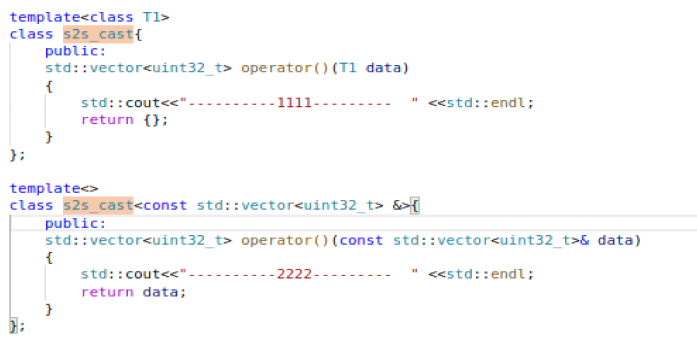 template<class T1>
class s2s_cast{
    public:
    std::vector<uint32_t> operator()(T1 data)
    {
        std::cout<<"----------1111---------  " <<std::endl;
        return {};
    }
};
template<>
class s2s_cast<const std::vector<uint32_t> &>{
    public:
    std::vector<uint32_t> operator()(const std::vector<uint32_t>& data)
    {
        std::cout<<"----------2222---------  " <<std::endl;
        return data;
    }
};